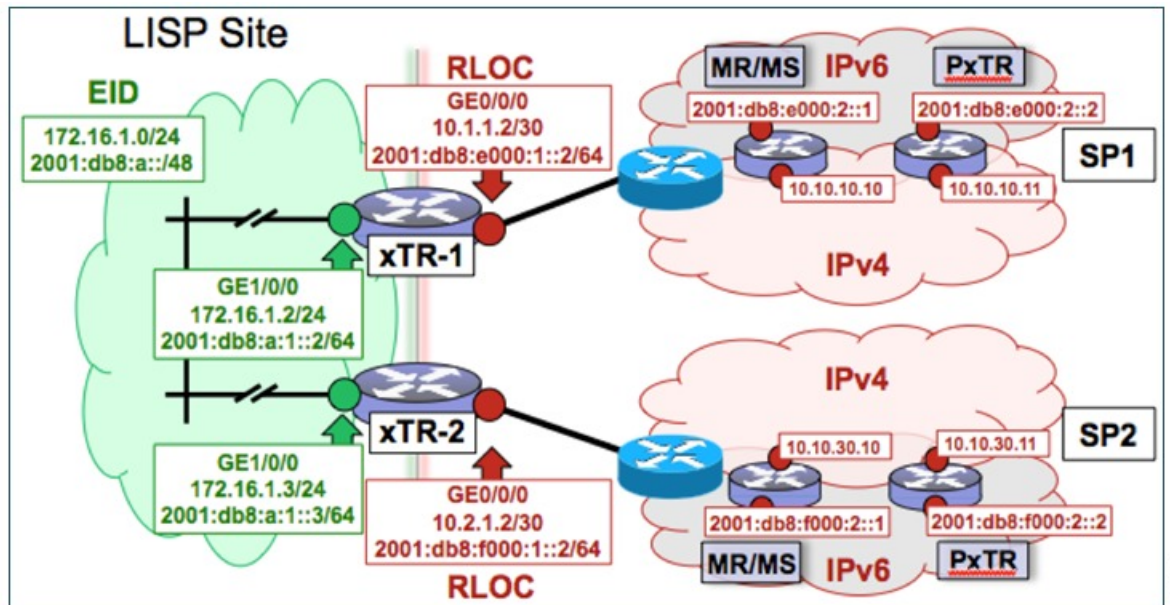 LISP Site
EID
172.16.1.0/24
2001:db8:a::/48
RLOC
GE0/0/0
10.1.1.2/30
2001:db8:e000:1::2/64
MR/MS
IPv6
PxTR
2001:db8:e000:2::1
2001:db8:e000:2::2
SP1
10.10.10.10
10.10.10.11
IPv4
xTR-1
GE1/0/0
172.16.1.2/24
2001:db8:a:1::2/64
IPv4
xTR-2
SP2
10.10.30.10
10.10.30.11
GE1/0/0
172.16.1.3/24
2001:db8:a:1::3/64
GE0/0/0
10.2.1.2/30
2001:db8:f000:1::2/64
RLOC
2001:db8:f000:2::1
2001:db8:f000:2::2
MR/MS
IPv6
PxTR